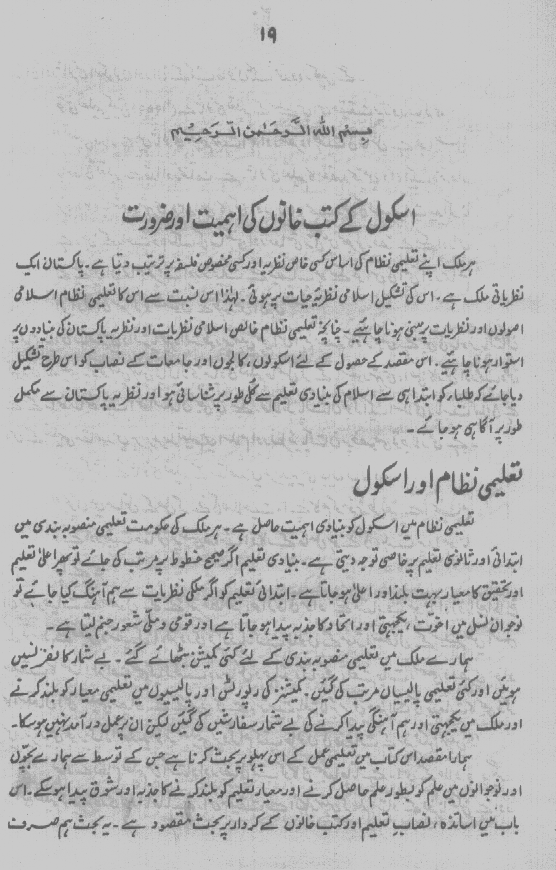 ۱۹
بِسْمِ اللهِ الرَّحْمٰنِ الرَّحِيْمِ
اسکول کے کتب خانوں کی اہمیت اور ضرورت
ہر ملک اپنے تعلیمی نظام کی اساس کسی خاص نظریہ اور کسی مخصوص فلسفہ پر ترتیب دیتا ہے۔ پاکستان ایک
نظریاتی ملک ہے۔ اس کی تشکیل اسلامی نظریۂ حیات پر ہوئی۔ لہٰذا اس نسبت سے اس کا تعلیمی نظام اسلامی
اصولوں اور نظریات پر مبنی ہونا چاہئیے۔ چنانچہ تعلیمی نظام خالص اسلامی نظریات اور نظریہ پاکستان کی بنیادوں پر
استوار ہونا چاہئیے۔ اس مقصد کے حصول کے لئے اسکولوں، کالجوں اور جامعات کے نصاب کو اس طرح تشکیل
دیا جائے کہ طلباء کو ابتدا ہی سے اسلام کی بنیادی تعلیم سے کلی طور پر شناسائی ہو اور نظریہ پاکستان سے مکمل
طور پر آگاہی ہو جائے۔
تعلیمی نظام اور اسکول
تعلیمی نظام میں اسکول کو بنیادی اہمیت حاصل ہے۔ ہر ملک کی حکومت تعلیمی منصوبہ بندی میں
ابتدائی اور ثانوی تعلیم پر خاصی توجہ دیتی ہے۔ بنیادی تعلیم اگر صحیح خطوط پر مرتب کی جائے تو پھر اعلیٰ تعلیم
اور تحقیق کا معیار بہت بلند اور اعلیٰ ہو جاتا ہے۔ ابتدائی تعلیم کو اگر ملکی نظریات سے ہم آہنگ کیا جائے تو
نوجوان نسل میں اخوت، یکجہتی اور اتحاد کا جذبہ پیدا ہو جاتا ہے اور قومی و ملّی شعور جنم لیتا ہے۔
ہمارے ملک میں تعلیمی منصوبہ بندی کے لئے کئی کمیشن بٹھائے گئے۔ بے شمار کانفرنسیں
ہوئیں اور کئی تعلیمی پالیسیاں مرتب کی گئیں۔ کمیشنز کی رپورٹس اور پالیسیوں میں تعلیمی معیار کو بلند کرنے
اور ملک میں یکجہتی اور ہم آہنگی پیدا کرنے کی بے شمار سفارشیں کی گئیں لیکن ان پر عمل در آمد نہیں ہو سکا۔
ہمارا مقصد اس کتاب میں تعلیمی عمل کے اس پہلو پر بحث کرنا ہے جس کے توسط سے ہمارے بچوں
اور نوجوانوں میں علم کو بطور علم حاصل کرنے اور معیار تعلیم کو بلند کرنے کا جذبہ اور شوق پیدا ہو سکے۔ اس
باب میں اساتذہ، نصاب تعلیم اور کتب خانوں کے کردار پر بحث مقصود ہے۔ یہ بحث ہم صرف